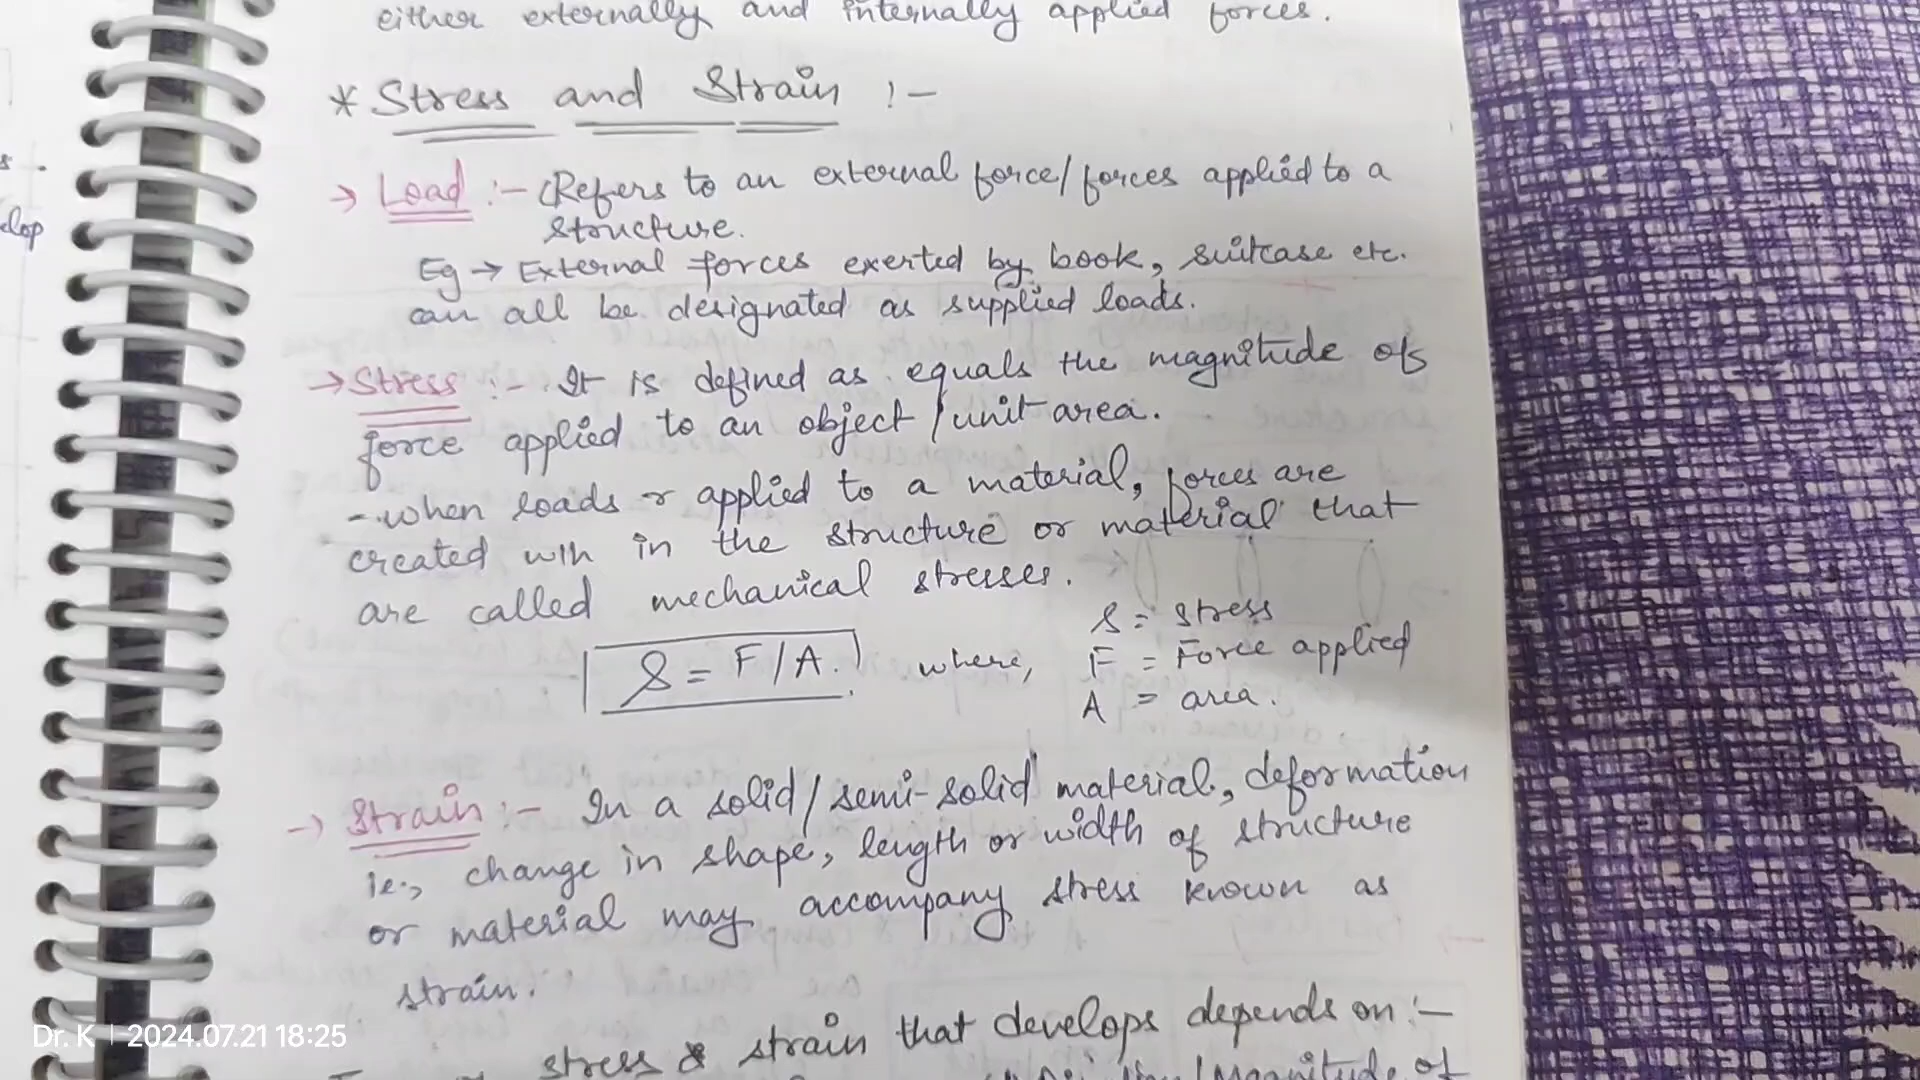 either externally and internally applied forces.
* Stress and Strain :-
→ Load :- Refers to an external force/forces applied to a
structure.
Eg → External forces exerted by book, suitcase etc.
can all be designated as supplied loads.
→ Stress :- It is defined as equals the magnitude of
force applied to an object / unit area.
- when loads r applied to a material, forces are
created win in the structure or material that
are called mechanical stresses.
S = F/A. where, S = stress
F = Force applied
A = area.
→ Strain :- In a solid/semi-solid material, deformation
ie., change in shape, length or width of structure
or material may accompany stress known as
strain.
stress & strain that develops depends on :-
Magnitude of
elop
Dr. K | 2024.07.21 18:25